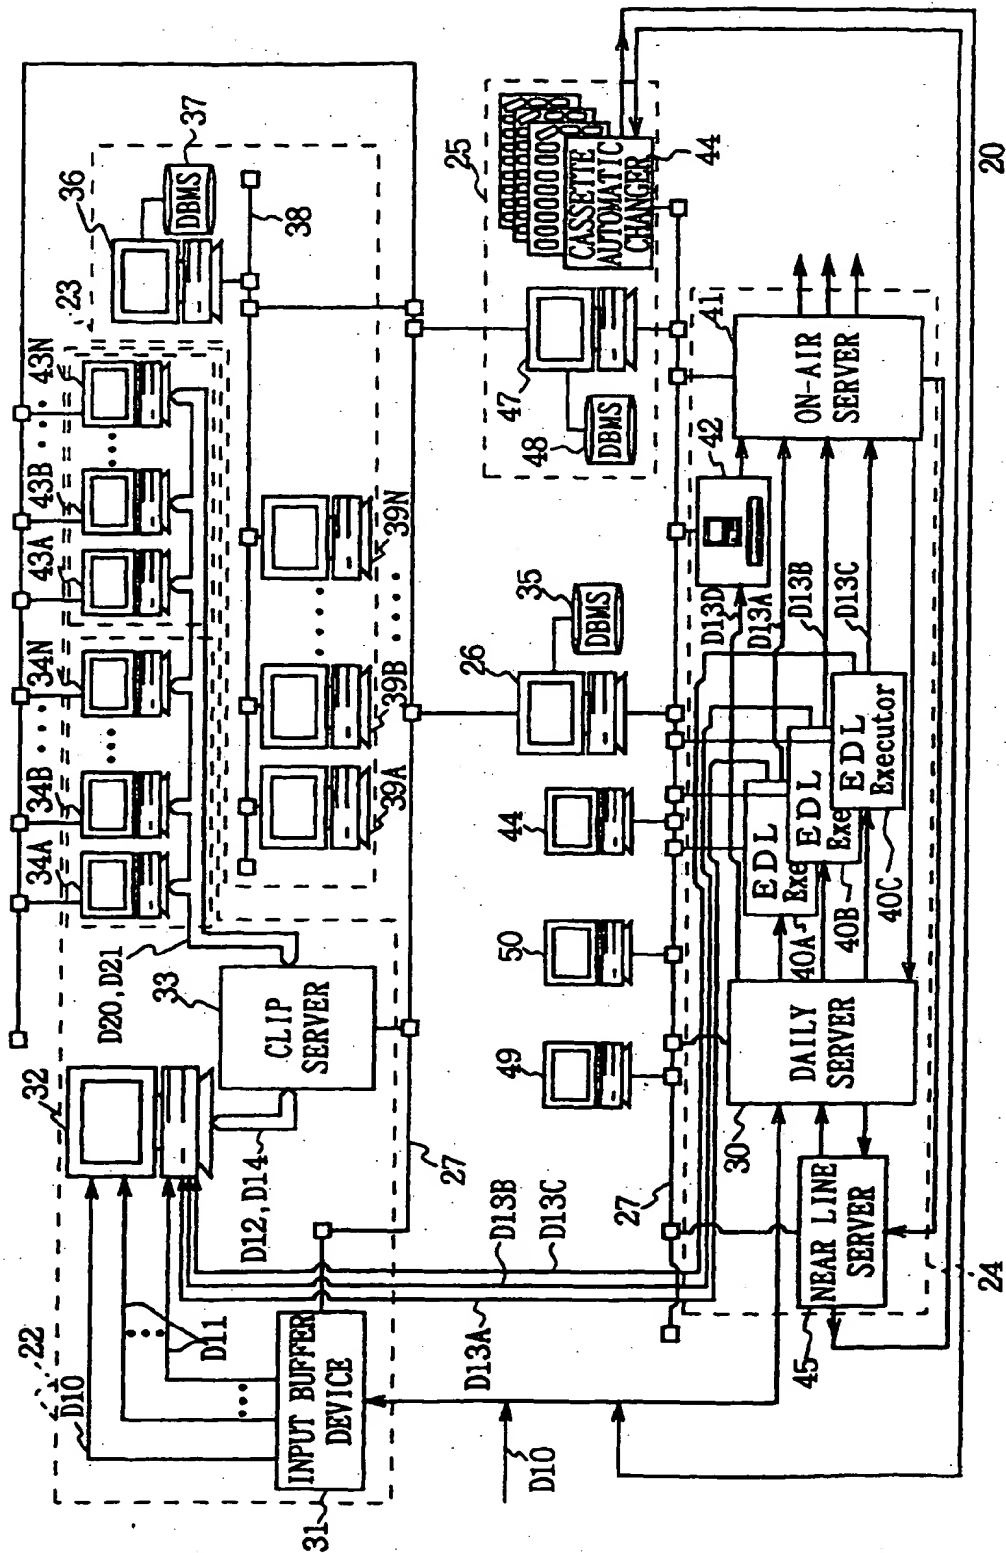 22
D10
D11
INPUT BUFFER
DEVICE
31
32
D12, D14
D20, D21
33
CLIP
SERVER
34A
34B
34N
43A
43B
43N
23
36
DBMS
37
38
39A
39B
39N
27
D13A
D13B
D13C
D10
49
50
44
26
DBMS
35
25
47
48
DBMS
CASSETTE
AUTOMATIC
CHANGER
44
27
30
DAILY
SERVER
NEAR LINE
SERVER
45
24
EDL
Exe
40A
EDL
Exe
40B
EDL
Executor
40C
D13D
D13A
D13B
D13C
42
41
ON-AIR
SERVER
20